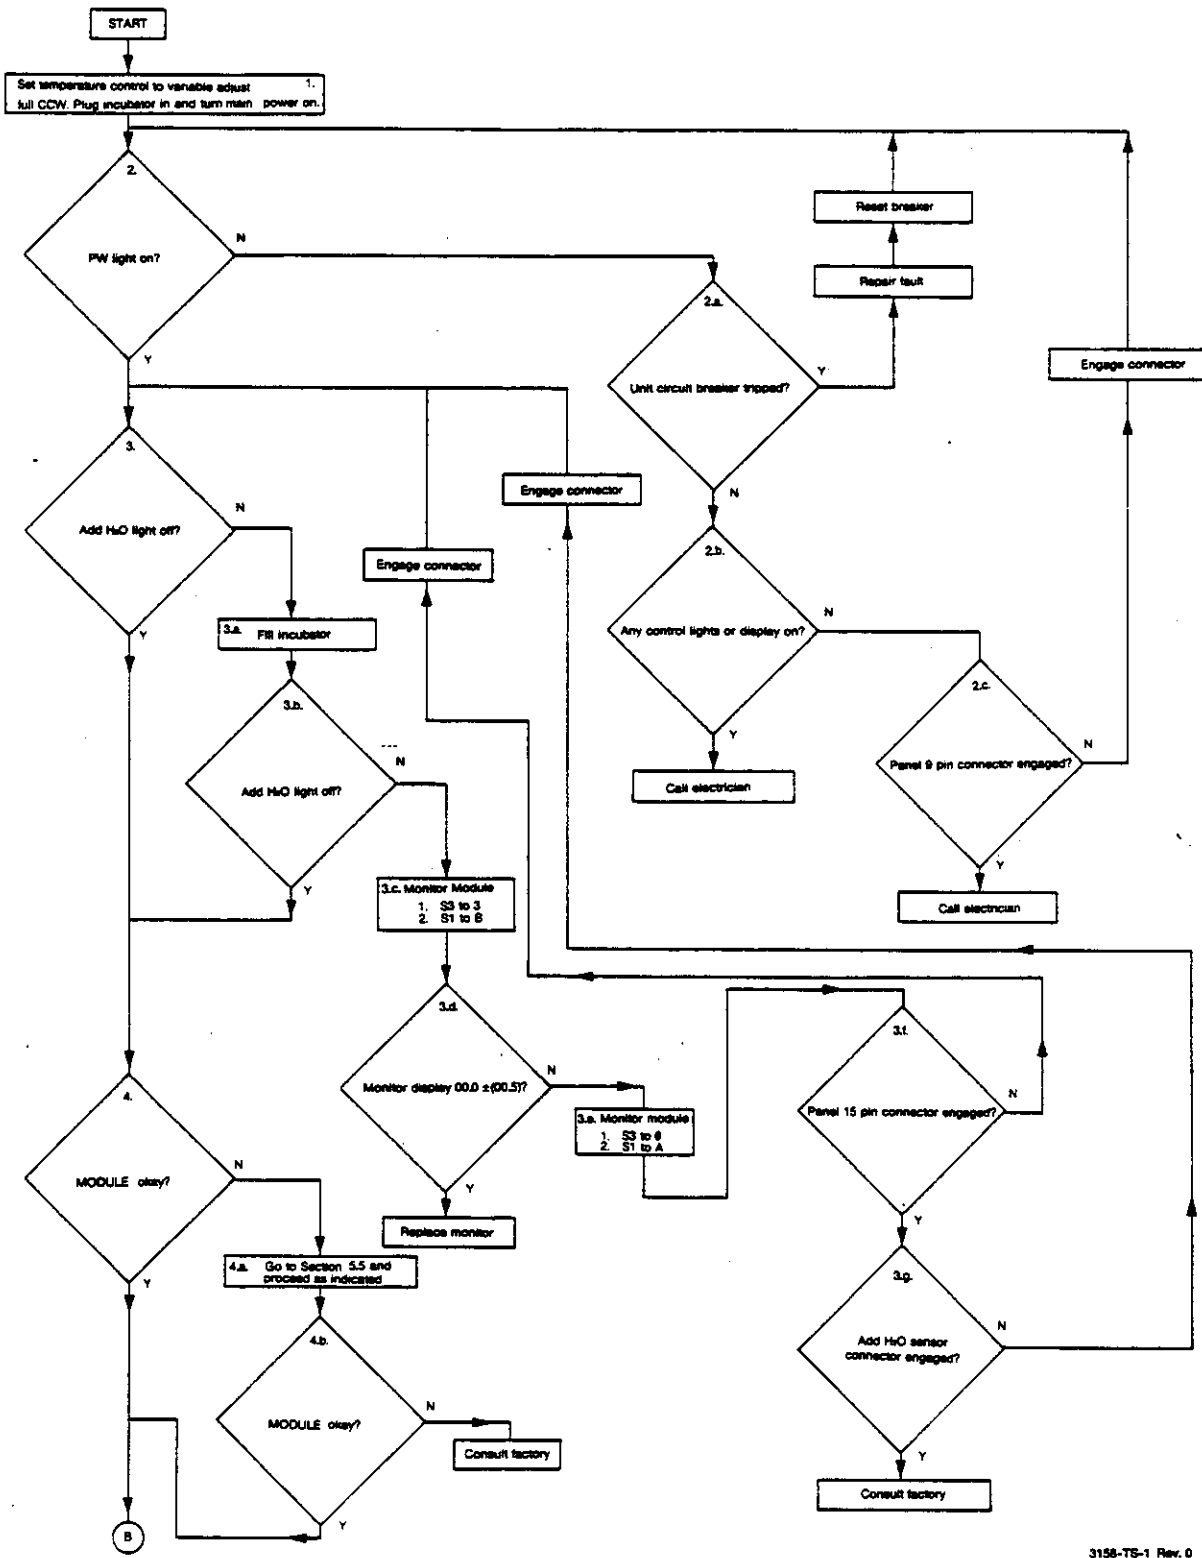 START
Set temperature control to variable adjust 1.
full CCW. Plug incubator in and turn main power on.
2.
PW light on?
N
Y
Reset breaker
Repair fault
2.a.
Unit circuit breaker tripped?
Y
N
Engage connector
3.
Add H₂O light off?
N
Y
Engage connector
Engage connector
2.b.
Any control lights or display on?
N
Y
Call electrician
2.c.
Panel 9 pin connector engaged?
N
Y
Call electrician
3.a. Fill incubator
3.b.
Add H₂O light off?
N
Y
3.c. Monitor Module
1. S3 to 3
2. S1 to B
3.d.
Monitor display 00.0 ±(00.5)?
N
Y
Replace monitor
3.e. Monitor module
1. S3 to 6
2. S1 to A
3.f.
Panel 15 pin connector engaged?
N
Y
3.g.
Add H₂O sensor
connector engaged?
N
Y
Consult factory
4.
MODULE okay?
N
Y
4.a. Go to Section 5.5 and
proceed as indicated
4.b.
MODULE okay?
N
Y
Consult factory
B
3158-TS-1 Rev. 0